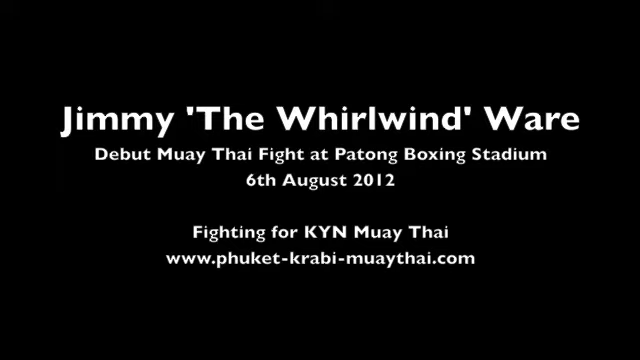 Jimmy 'The Whirlwind' Ware
Debut Muay Thai Fight at Patong Boxing Stadium
6th August 2012
Fighting for KYN Muay Thai
www.phuket-krabi-muaythai.com